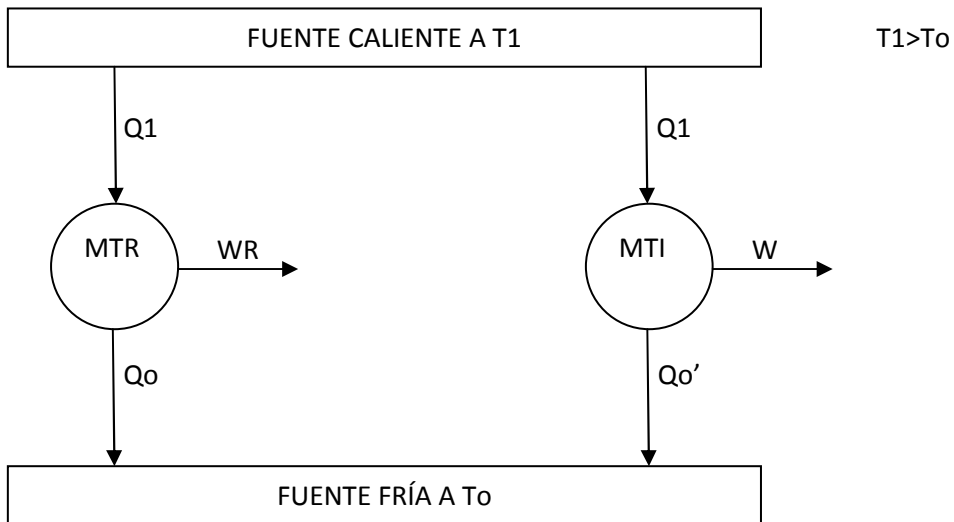 FUENTE CALIENTE A T1
T1>To
Q1
Q1
MTR
WR
MTI
W
Qo
Qo’
FUENTE FRÍA A To